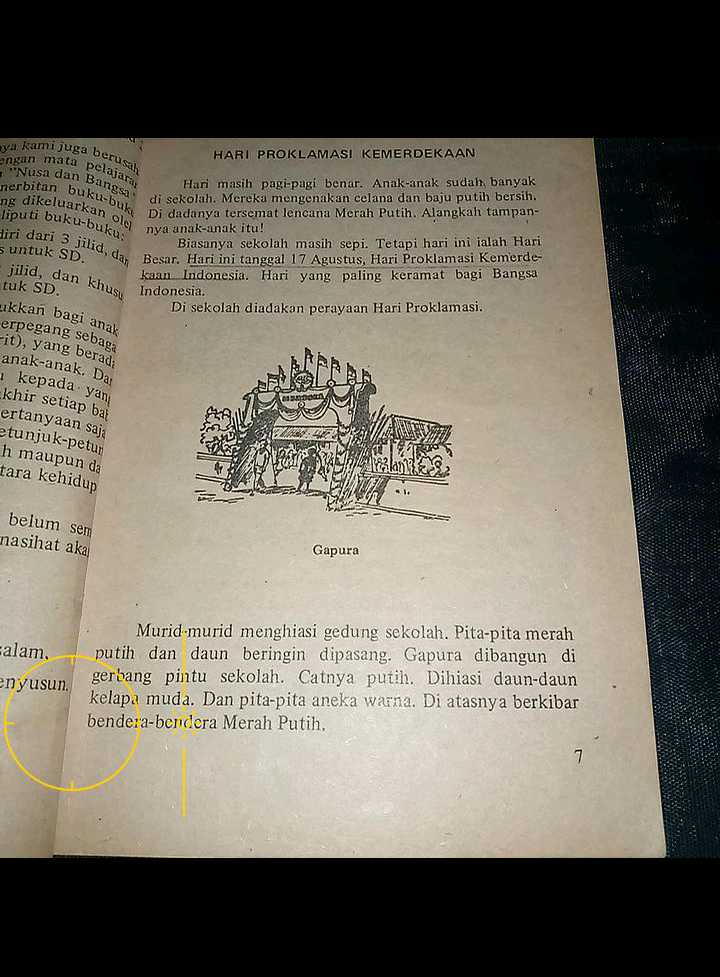 ya kami juga berusah
engan mata pelajaran
"Nusa dan Bangsa"
nerbitan buku-buku
ng dikeluarkan oleh
liputi buku-buku:
diri dari 3 jilid, dan
s untuk SD.
jilid, dan khusu
tuk SD.
ukkan bagi anak
erpegang sebaga
rit), yang berada
anak-anak. Dan
kepada yang
khir setiap bab
ertanyaan saja
etunjuk-petun
h maupun da
tara kehidup
belum sem
nasihat aka
salam,
enyusun.
HARI PROKLAMASI KEMERDEKAAN
Hari masih pagi-pagi benar. Anak-anak sudah banyak
di sekolah. Mereka mengenakan celana dan baju putih bersih.
Di dadanya tersemat lencana Merah Putih. Alangkah tampan-
nya anak-anak itu!
Biasanya sekolah masih sepi. Tetapi hari ini ialah Hari
Besar. Hari ini tanggal 17 Agustus, Hari Proklamasi Kemerde-
kaan Indonesia. Hari yang paling keramat bagi Bangsa
Indonesia.
Di sekolah diadakan perayaan Hari Proklamasi.
MERDEKA
Gapura
Murid-murid menghiasi gedung sekolah. Pita-pita merah
putih dan daun beringin dipasang. Gapura dibangun di
gerbang pintu sekolah. Catnya putih. Dihiasi daun-daun
kelapa muda. Dan pita-pita aneka warna. Di atasnya berkibar
bendera-bendera Merah Putih.
7